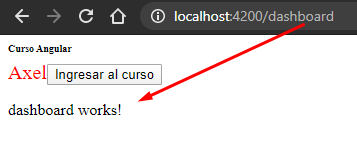 localhost:4200/dashboard
Curso Angular
Axel Ingresar al curso
dashboard works!